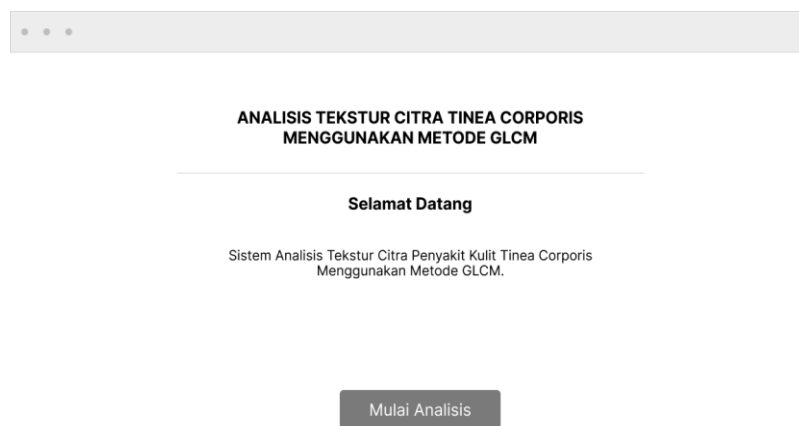 ANALISIS TEKSTUR CITRA TINEA CORPORIS
MENGGUNAKAN METODE GLCM
Selamat Datang
Sistem Analisis Tekstur Citra Penyakit Kulit Tinea Corporis
Menggunakan Metode GLCM.
Mulai Analisis